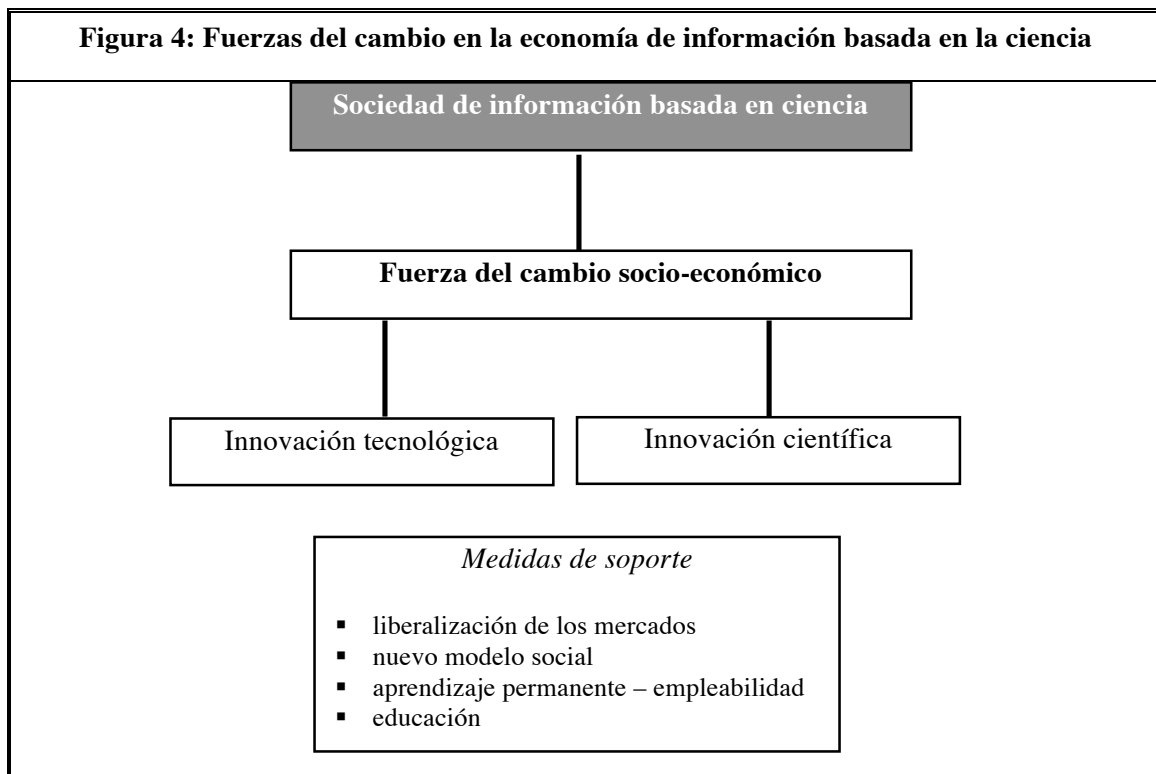 Figura 4: Fuerzas del cambio en la economía de información basada en la ciencia
Sociedad de información basada en ciencia
Fuerza del cambio socio-económico
Innovación tecnológica
Innovación científica
Medidas de soporte
▪ liberalización de los mercados
▪ nuevo modelo social
▪ aprendizaje permanente – empleabilidad
▪ educación